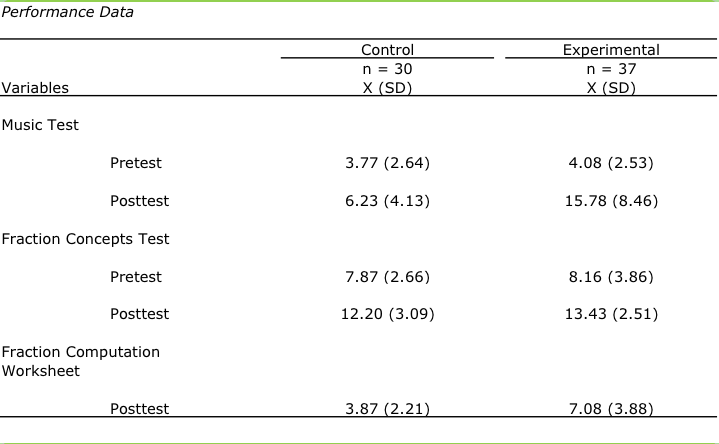 Performance Data
Control Experimental
n = 30 n = 37
Variables X (SD) X (SD)
Music Test
Pretest 3.77 (2.64) 4.08 (2.53)
Posttest 6.23 (4.13) 15.78 (8.46)
Fraction Concepts Test
Pretest 7.87 (2.66) 8.16 (3.86)
Posttest 12.20 (3.09) 13.43 (2.51)
Fraction Computation
Worksheet
Posttest 3.87 (2.21) 7.08 (3.88)